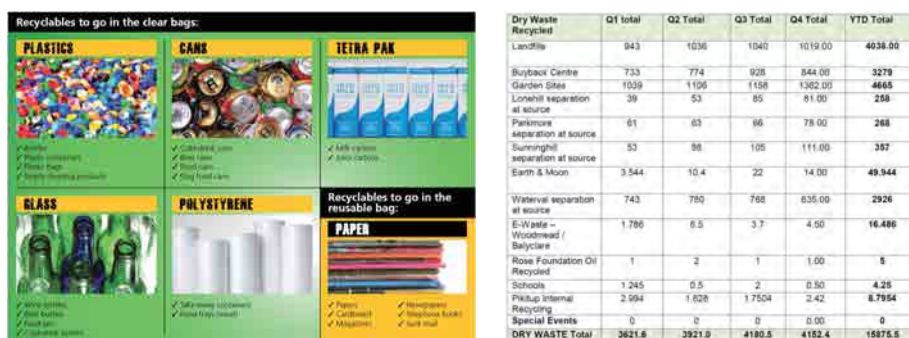 Recyclables to go in the clear bags:
PLASTICS
✓ Bottles
✓ Plastic containers
✓ Plastic bags
✓ Empty cleaning products
CANS
✓ Cooldrink cans
✓ Beer cans
✓ Food cans
✓ Dog food cans
TETRA PAK
✓ Milk cartons
✓ Juice cartons
GLASS
✓ Wine bottles
✓ Beer bottles
✓ Food jars
POLYSTYRENE
✓ Take-away containers
✓ Food trays
Recyclables to go in the
reusable bag:
PAPER
✓ Papers
✓ Cardboard
✓ Magazines
✓ Newspapers
✓ Telephone books
✓ Junk mail
Dry Waste Recycled Q1 total Q2 Total Q3 Total Q4 Total YTD Total
Landfills 943 1036 1040 1019.00 4038.00
Buyback Centre 733 774 928 844.00 3279
Garden Sites 1039 1106 1158 1362.00 4665
Lonehill separation
at source 39 53 85 81.00 258
Parkmore
separation at source 61 63 66 78.00 268
Sunninghill
separation at source 53 88 105 111.00 357
Earth & Moon 3.544 10.4 22 14.00 49.944
Waterval separation
at source 743 780 768 635.00 2926
E-Waste –
Woodmead /
Balyclare 1.786 6.5 3.7 4.50 16.486
Rose Foundation Oil
Recycled 1 2 1 1.00 5
Schools 1.245 0.5 2 0.50 4.25
Pikitup Internal
Recycling 2.994 1.628 1.7504 2.42 8.7954
Special Events 0 0 0 0.00 0
DRY WASTE Total 3621.6 3921.0 4180.5 4152.4 15875.5